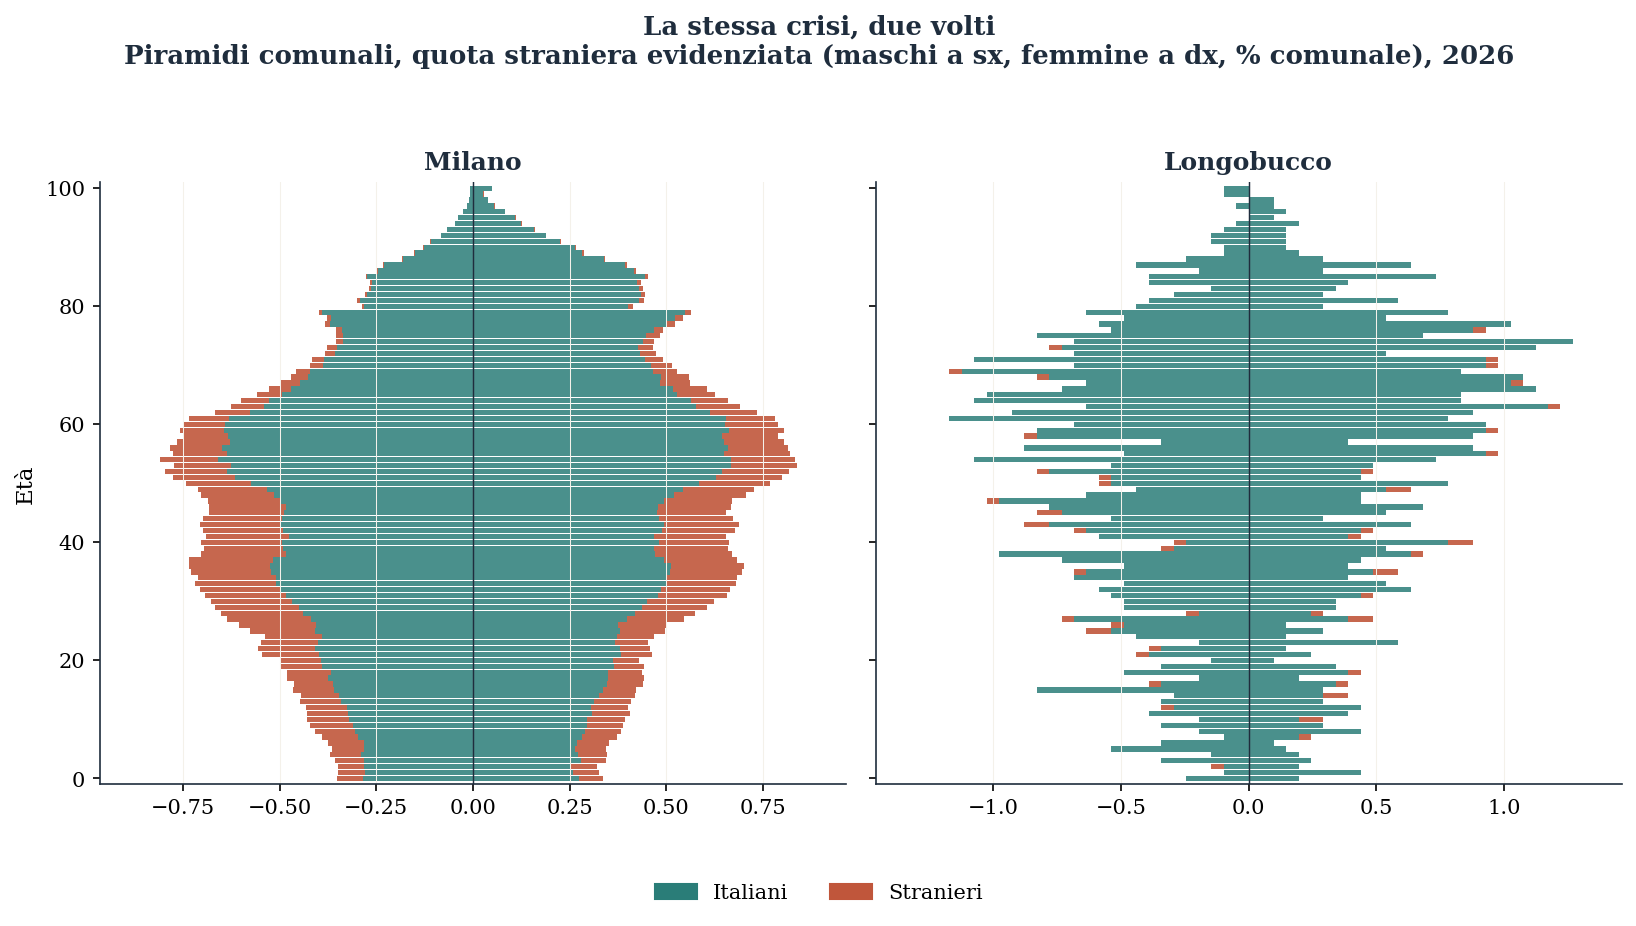 La stessa crisi, due volti
Piramidi comunali, quota straniera evidenziata (maschi a sx, femmine a dx, % comunale), 2026
Milano
Longobucco
Età
100
80
60
40
20
0
−0.75 −0.50 −0.25 0.00 0.25 0.50 0.75
−1.0 −0.5 0.0 0.5 1.0
Italiani
Stranieri